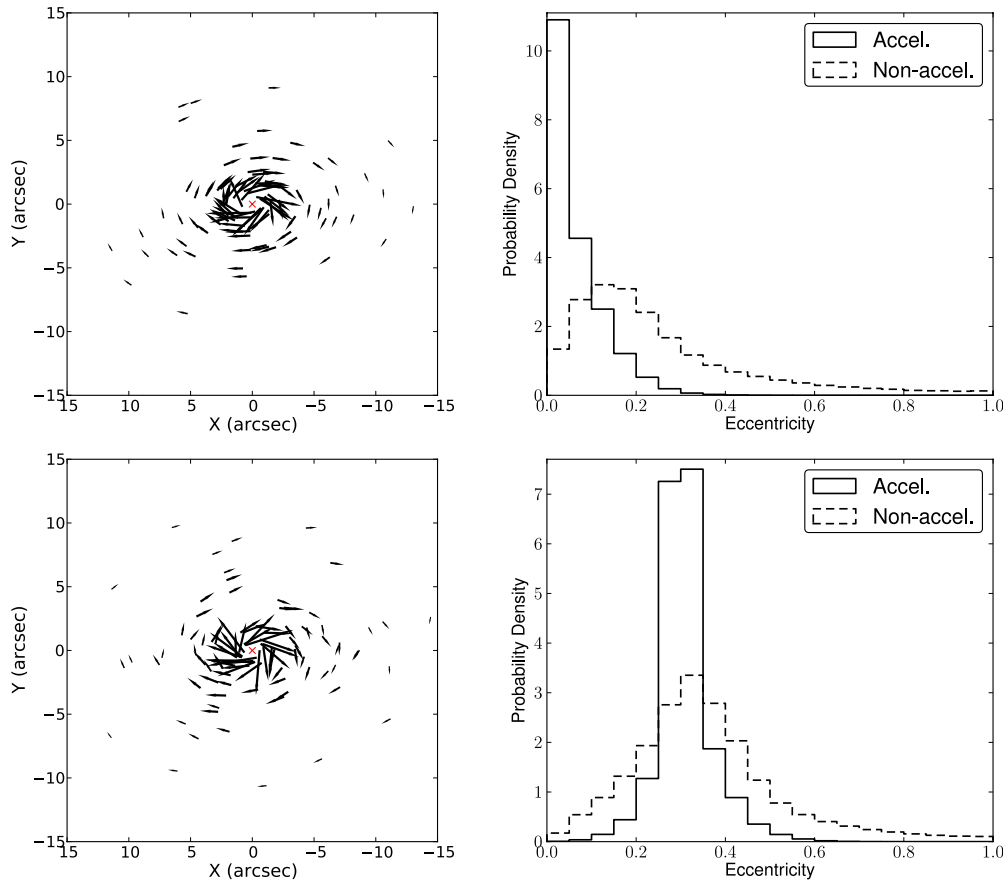 15
10
5
0
−5
−10
−15
15 10 5 0 −5 −10 −15
X (arcsec)
Y (arcsec)
10
8
6
4
2
0
0.0 0.2 0.4 0.6 0.8 1.0
Eccentricity
Probability Density
Accel.
Non-accel.
15
10
5
0
−5
−10
−15
15 10 5 0 −5 −10 −15
X (arcsec)
Y (arcsec)
7
6
5
4
3
2
1
0
0.0 0.2 0.4 0.6 0.8 1.0
Eccentricity
Probability Density
Accel.
Non-accel.